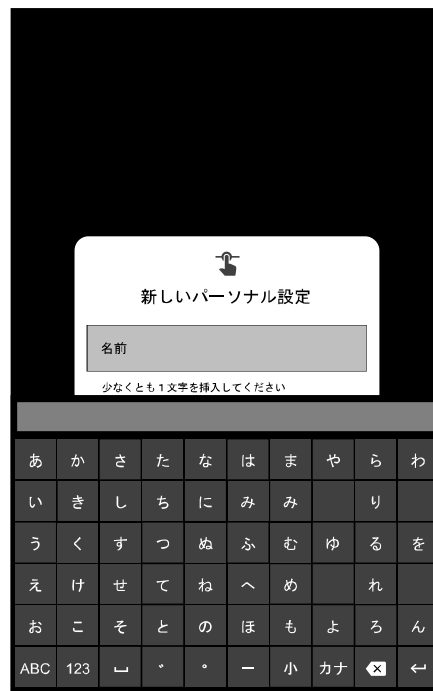 新しいパーソナル設定
名前
少なくとも1文字を挿入してください
あ か さ た な は ま や ら わ
い き し ち に み み り
う く す つ ぬ ふ む ゆ る を
え け せ て ね へ め れ
お こ そ と の ほ も よ ろ ん
ABC 123 ゛ ゜ ー 小 カナ